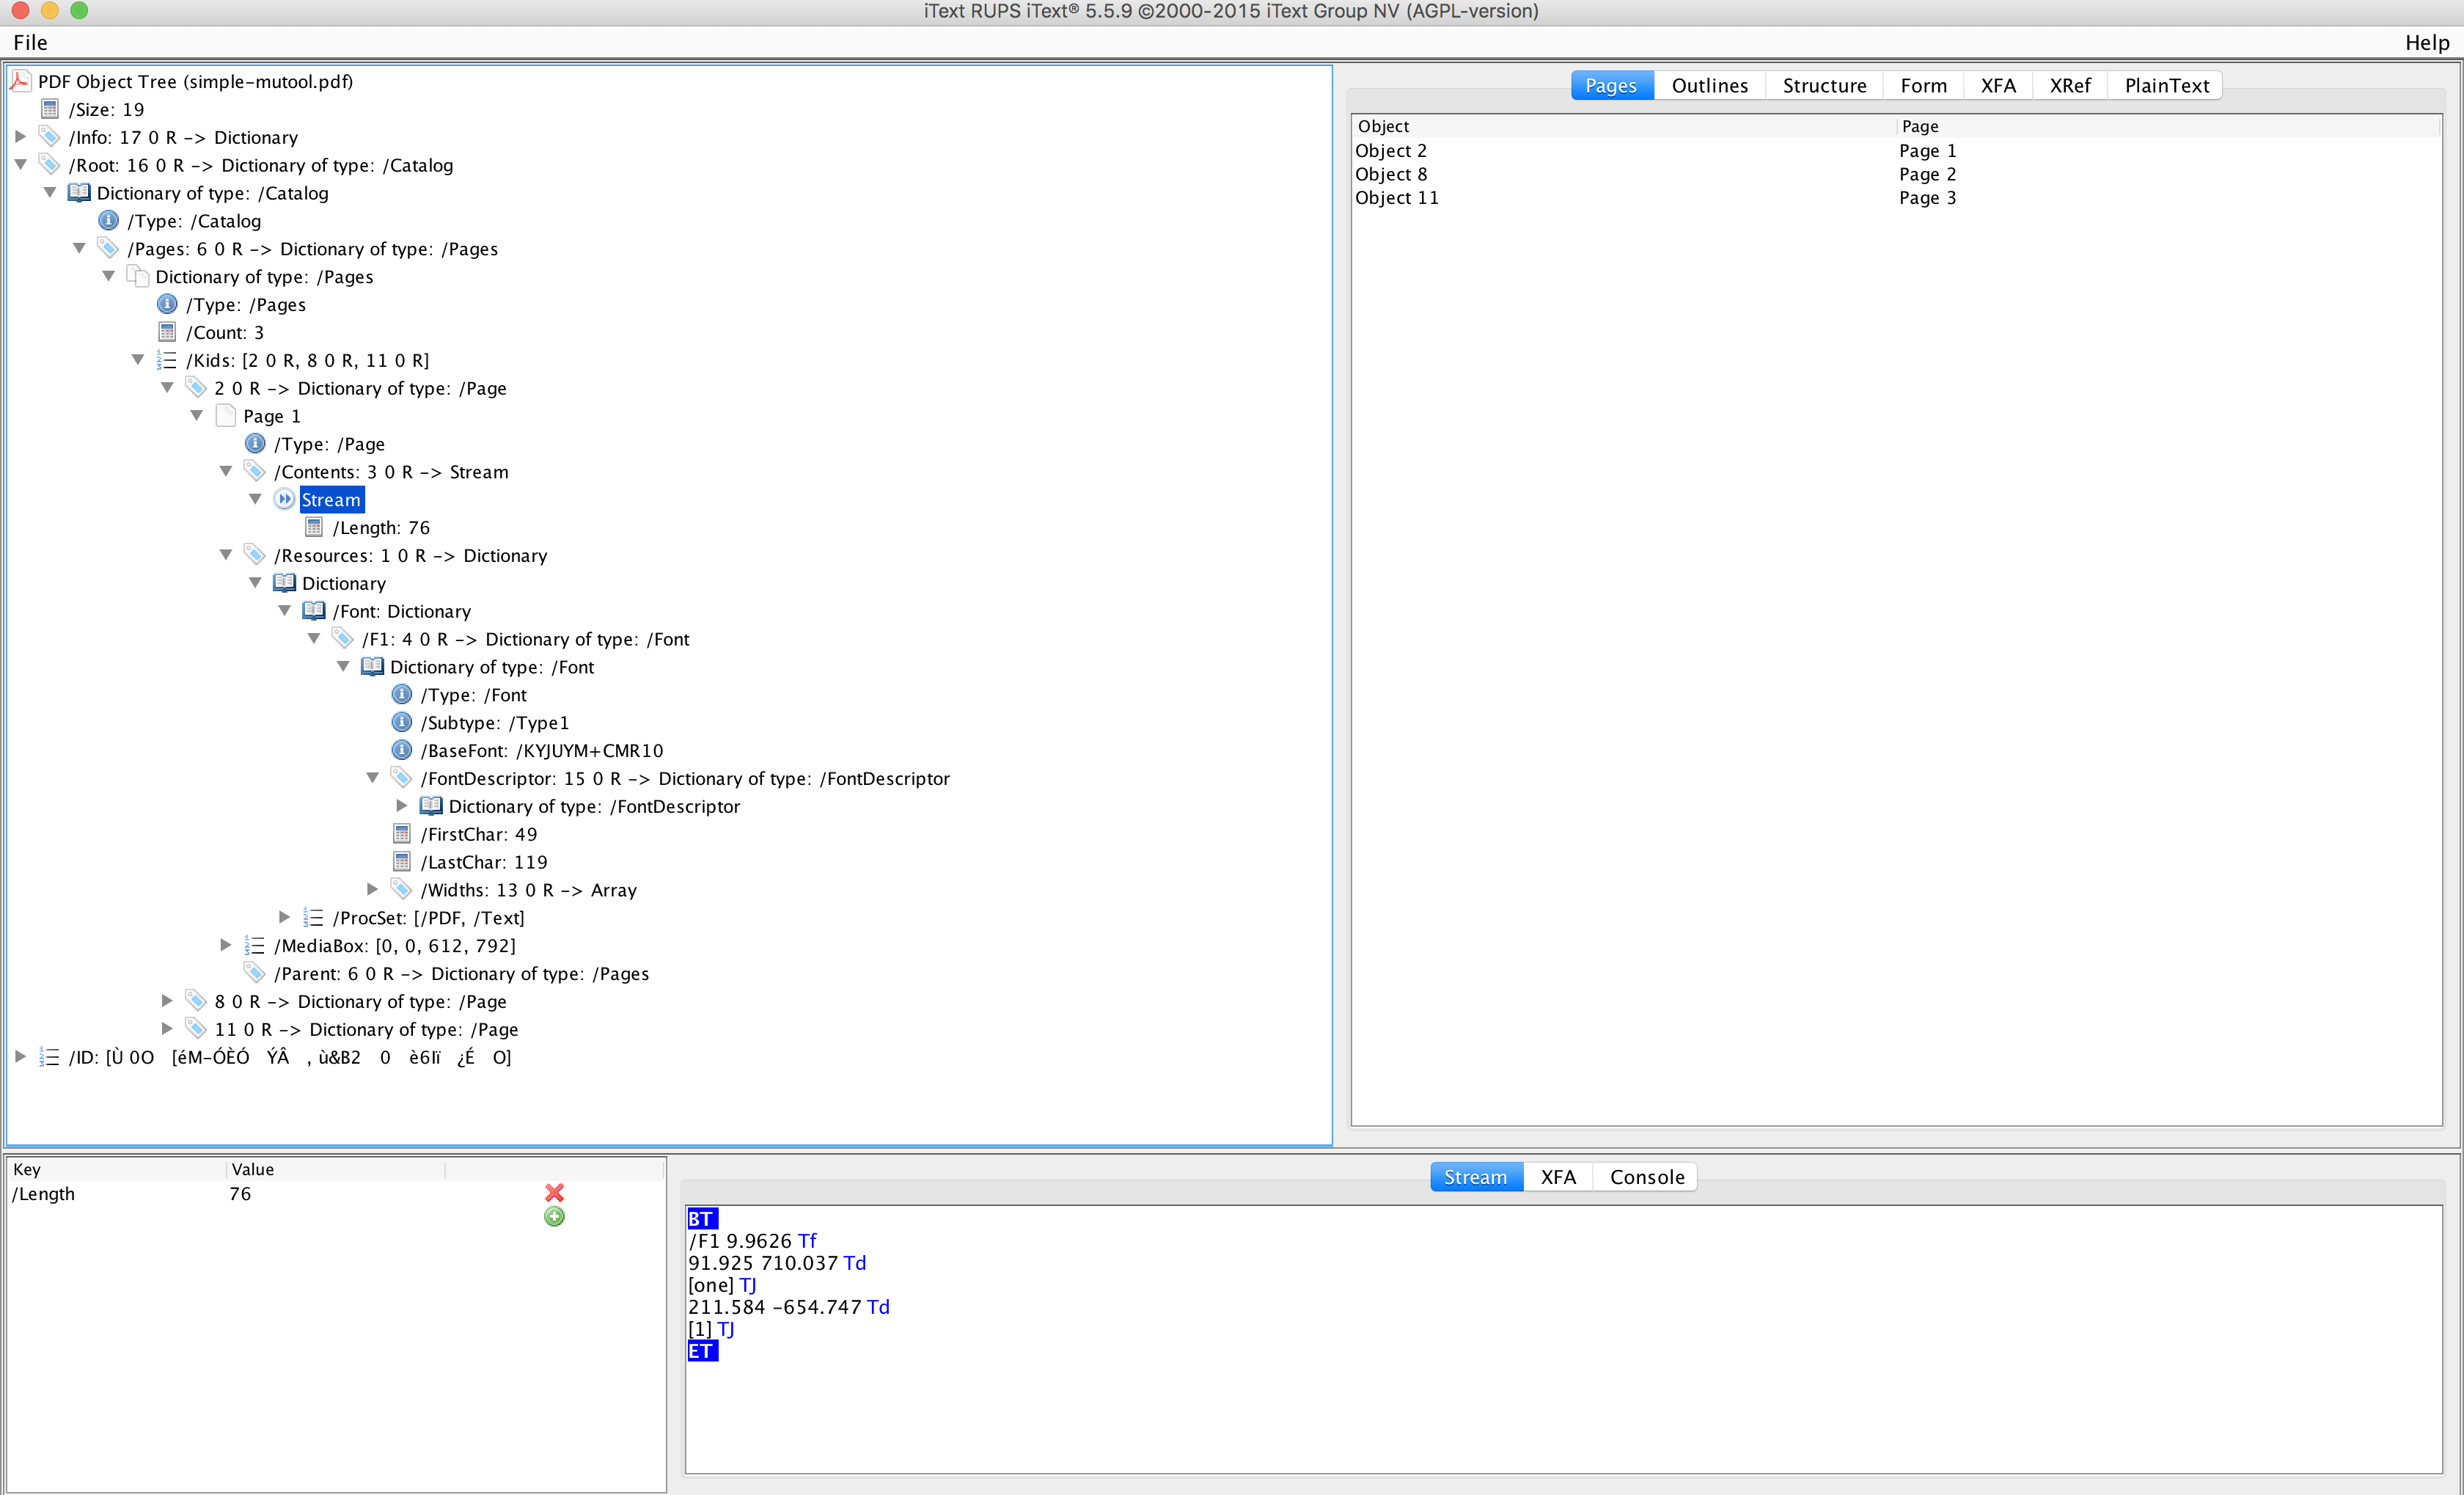 iText RUPS iText® 5.5.9 ©2000-2015 iText Group NV (AGPL-version)
File Help
PDF Object Tree (simple-mutool.pdf)
/Size: 19
/Info: 17 0 R -> Dictionary
/Root: 16 0 R -> Dictionary of type: /Catalog
Dictionary of type: /Catalog
/Type: /Catalog
/Pages: 6 0 R -> Dictionary of type: /Pages
Dictionary of type: /Pages
/Type: /Pages
/Count: 3
/Kids: [2 0 R, 8 0 R, 11 0 R]
2 0 R -> Dictionary of type: /Page
Page 1
/Type: /Page
/Contents: 3 0 R -> Stream
Stream
/Length: 76
/Resources: 1 0 R -> Dictionary
Dictionary
/Font: Dictionary
/F1: 4 0 R -> Dictionary of type: /Font
Dictionary of type: /Font
/Type: /Font
/Subtype: /Type1
/BaseFont: /KYJUYM+CMR10
/FontDescriptor: 15 0 R -> Dictionary of type: /FontDescriptor
Dictionary of type: /FontDescriptor
/FirstChar: 49
/LastChar: 119
/Widths: 13 0 R -> Array
/ProcSet: [/PDF, /Text]
/MediaBox: [0, 0, 612, 792]
/Parent: 6 0 R -> Dictionary of type: /Pages
8 0 R -> Dictionary of type: /Page
11 0 R -> Dictionary of type: /Page
/ID: [Ù 0O [éM-ÓÈÓ ÝÂ , ù&B2 0 è6Iï ¿É O]
Pages Outlines Structure Form XFA XRef PlainText
Object Page
Object 2 Page 1
Object 8 Page 2
Object 11 Page 3
Key Value
/Length 76
Stream XFA Console
BT
/F1 9.9626 Tf
91.925 710.037 Td
[one] TJ
211.584 -654.747 Td
[1] TJ
ET